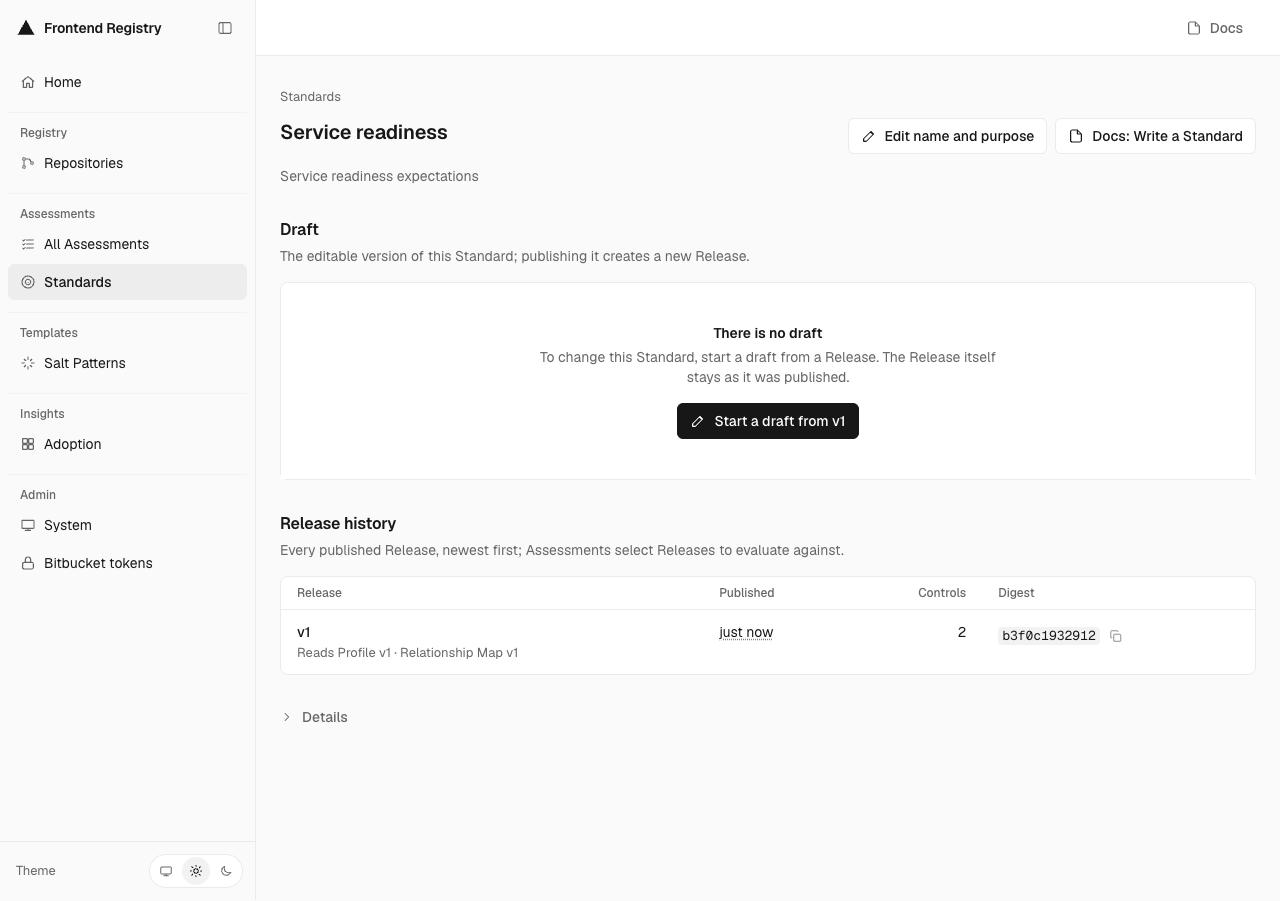 Frontend Registry
Docs
Home
Registry
Repositories
Assessments
All Assessments
Standards
Templates
Salt Patterns
Insights
Adoption
Admin
System
Bitbucket tokens
Theme
Standards
Service readiness
Edit name and purpose
Docs: Write a Standard
Service readiness expectations
Draft
The editable version of this Standard; publishing it creates a new Release.
There is no draft
To change this Standard, start a draft from a Release. The Release itself
stays as it was published.
Start a draft from v1
Release history
Every published Release, newest first; Assessments select Releases to evaluate against.
Release Published Controls Digest
v1 just now 2 b3f0c1932912
Reads Profile v1 · Relationship Map v1
Details